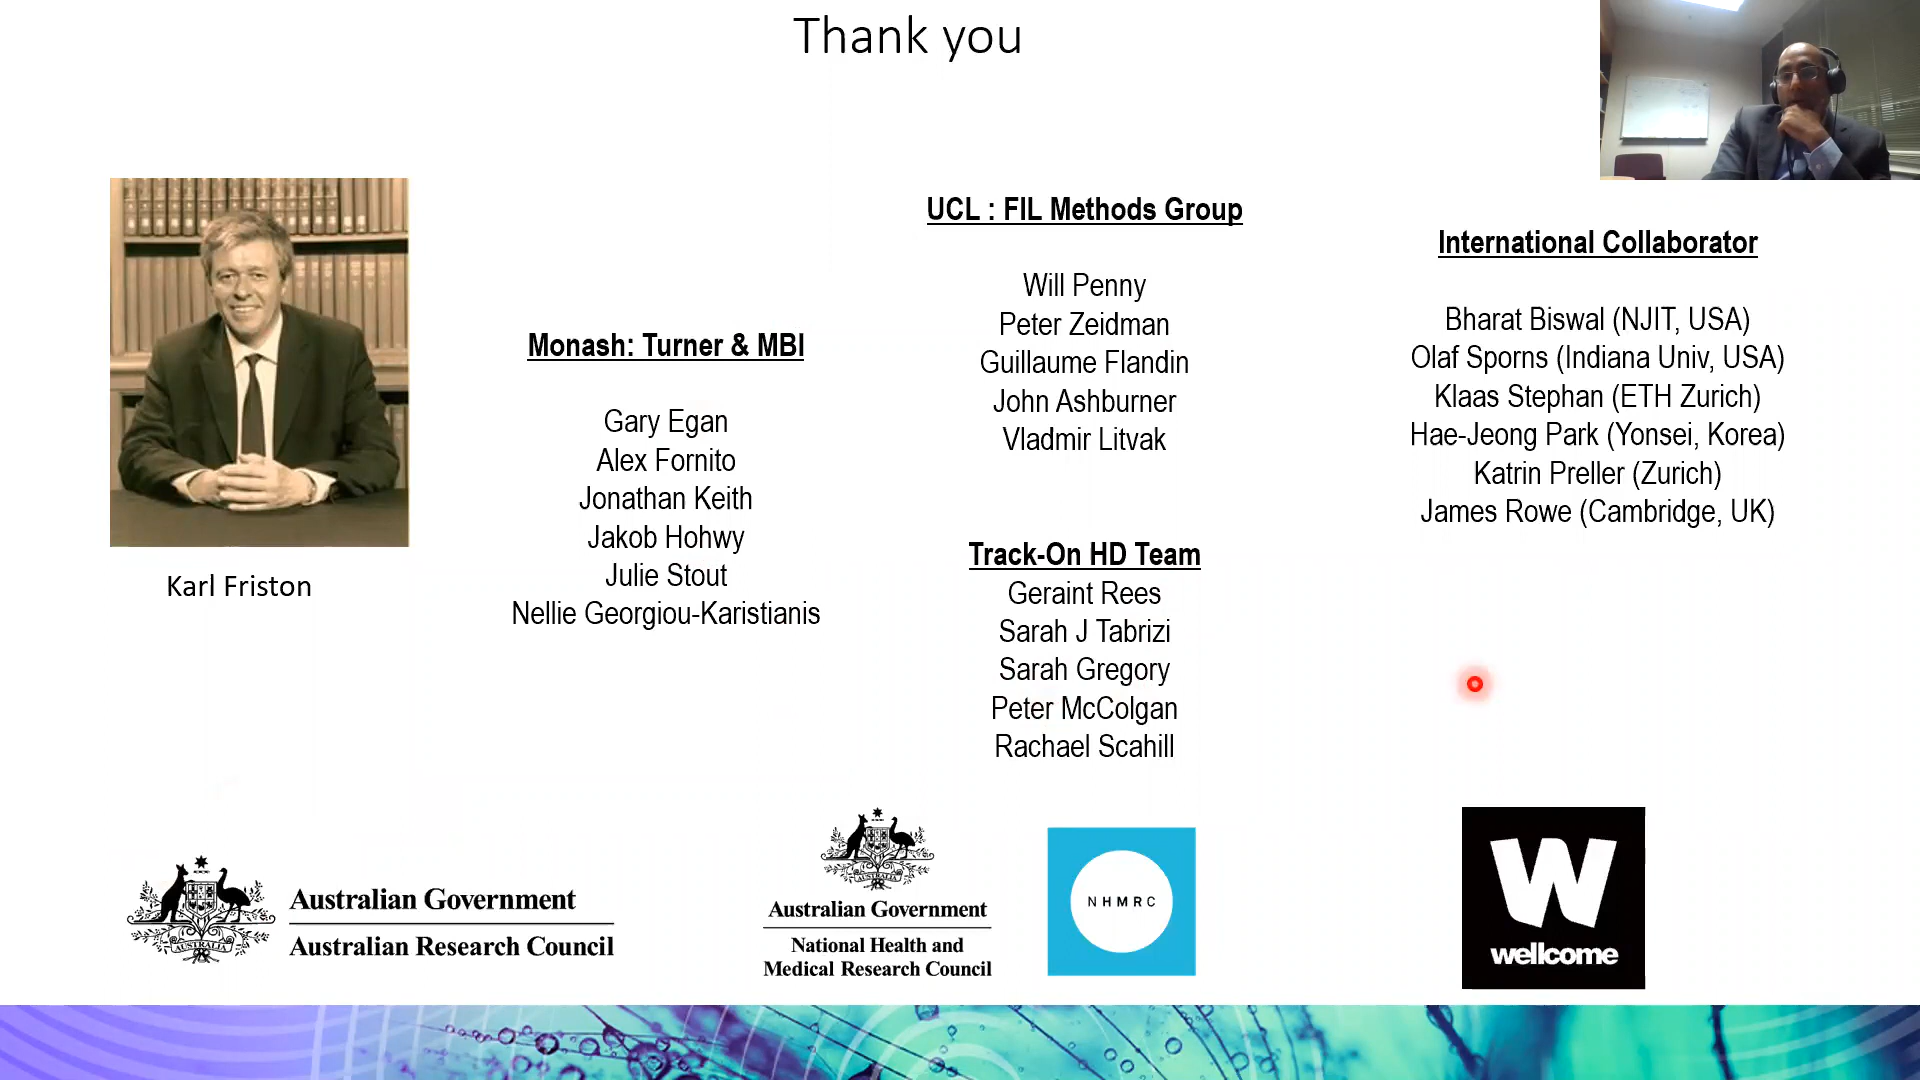 Thank you
Karl Friston
Monash: Turner & MBI
Gary Egan
Alex Fornito
Jonathan Keith
Jakob Hohwy
Julie Stout
Nellie Georgiou-Karistianis
UCL : FIL Methods Group
Will Penny
Peter Zeidman
Guillaume Flandin
John Ashburner
Vladmir Litvak
Track-On HD Team
Geraint Rees
Sarah J Tabrizi
Sarah Gregory
Peter McColgan
Rachael Scahill
International Collaborator
Bharat Biswal (NJIT, USA)
Olaf Sporns (Indiana Univ, USA)
Klaas Stephan (ETH Zurich)
Hae-Jeong Park (Yonsei, Korea)
Katrin Preller (Zurich)
James Rowe (Cambridge, UK)
AUSTRALIA
Australian Government
Australian Research Council
AUSTRALIA
Australian Government
National Health and
Medical Research Council
NHMRC
W
wellcome